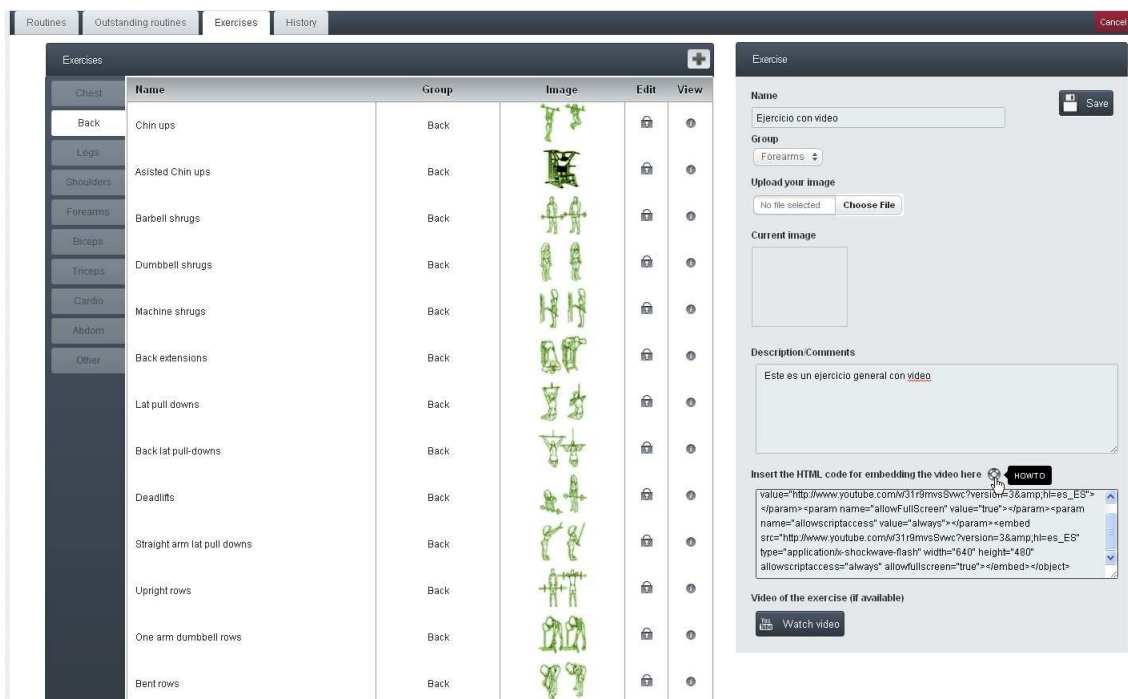 Routines
Outstanding routines
Exercises
History
Cancel
Exercises
Chest
Back
Legs
Shoulders
Forearms
Biceps
Triceps
Cardio
Abdom
Other
Name Group Image Edit View
Chin ups Back
Asisted Chin ups Back
Barbell shrugs Back
Dumbbell shrugs Back
Machine shrugs Back
Back extensions Back
Lat pull downs Back
Back lat pull-downs Back
Deadlifts Back
Straight arm lat pull downs Back
Upright rows Back
One arm dumbbell rows Back
Bent rows Back
Exercise
Name
Save
Ejercicio con video
Group
Forearms
Upload your image
No file selected Choose File
Current image
Description/Comments
Este es un ejercicio general con video
Insert the HTML code for embedding the video here HOWTO
value="http://www.youtube.com/v/31r9mvsSvwc?version=3&amp;hl=es_ES">
</param><param name="allowFullScreen" value="true"></param><param
name="allowscriptaccess" value="always"></param><embed
src="http://www.youtube.com/v/31r9mvsSvwc?version=3&amp;hl=es_ES"
type="application/x-shockwave-flash" width="640" height="480"
allowscriptaccess="always" allowfullscreen="true"></embed></object>
Video of the exercise (if available)
Watch video